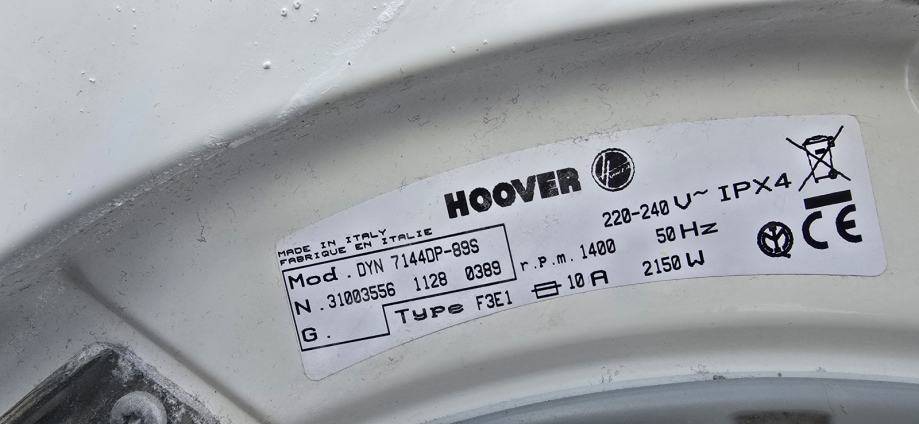 HOOVER
MADE IN ITALY
FABRIQUE EN ITALIE
Mod. DYN 7144DP-89S
N. 31003556 1128 0389
G.
Type F3E1
r.p.m. 1400
10 A
220-240 V~ IPX4
50 Hz
2150 W
CE